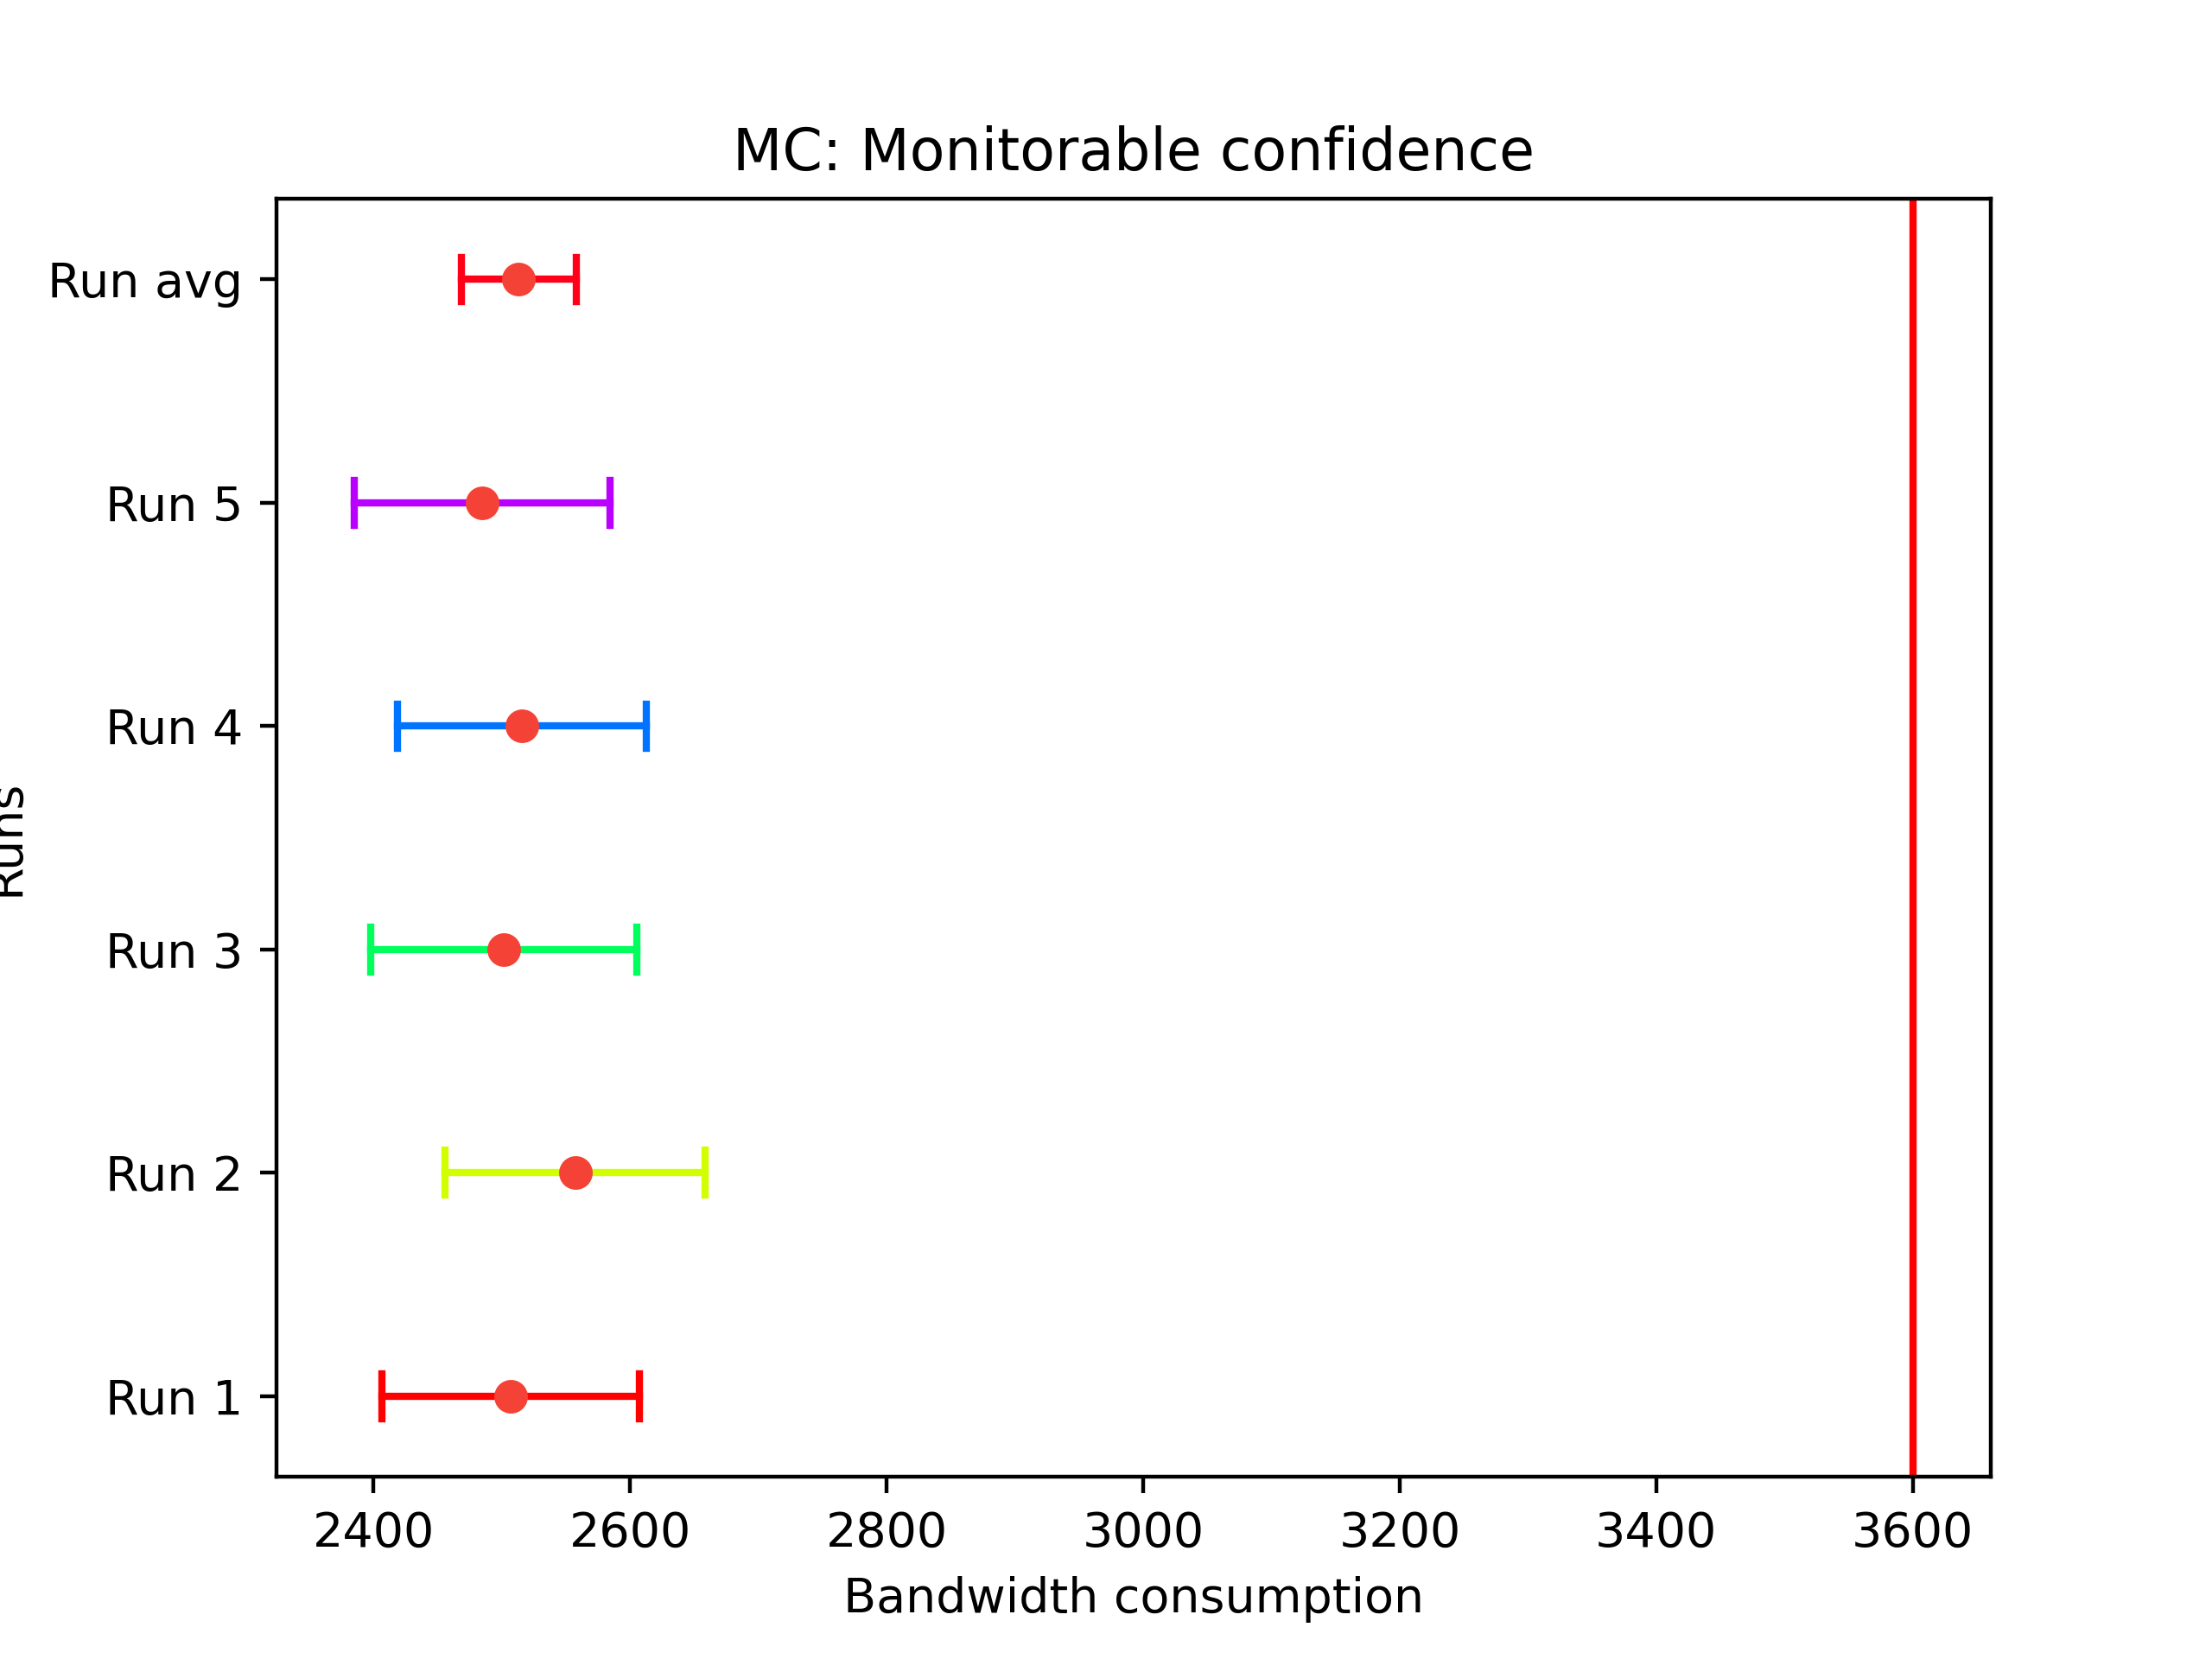 MC: Monitorable confidence
Run avg
Run 5
Run 4
Run 3
Run 2
Run 1
Runs
2400 2600 2800 3000 3200 3400 3600
Bandwidth consumption